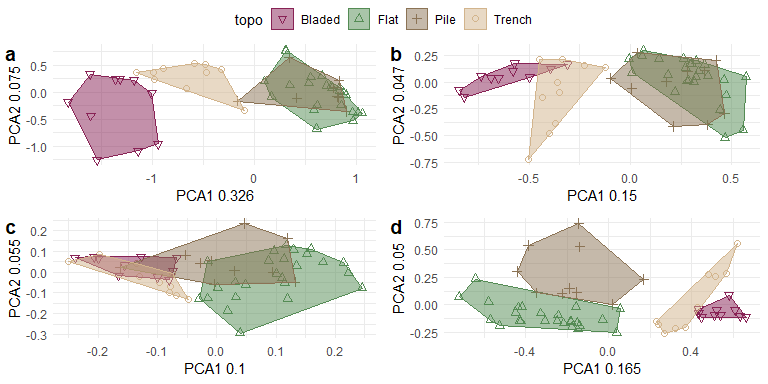 topo Bladed Flat Pile Trench
a
PCA2 0.075
0.5
0.0
-0.5
-1.0
-1 0 1
PCA1 0.326
b
PCA2 0.047
0.25
0.00
-0.25
-0.50
-0.75
-0.5 0.0 0.5
PCA1 0.15
c
PCA2 0.055
0.2
0.1
0.0
-0.1
-0.2
-0.3
-0.2 -0.1 0.0 0.1 0.2
PCA1 0.1
d
PCA2 0.05
0.75
0.50
0.25
0.00
-0.25
-0.4 0.0 0.4
PCA1 0.165